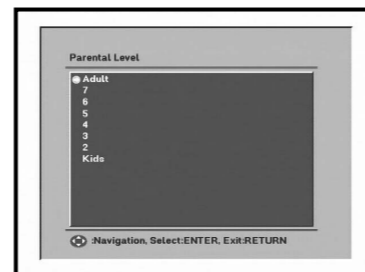 Parental Level
Adult
7
6
5
4
3
2
Kids
:Navigation, Select:ENTER, Exit:RETURN